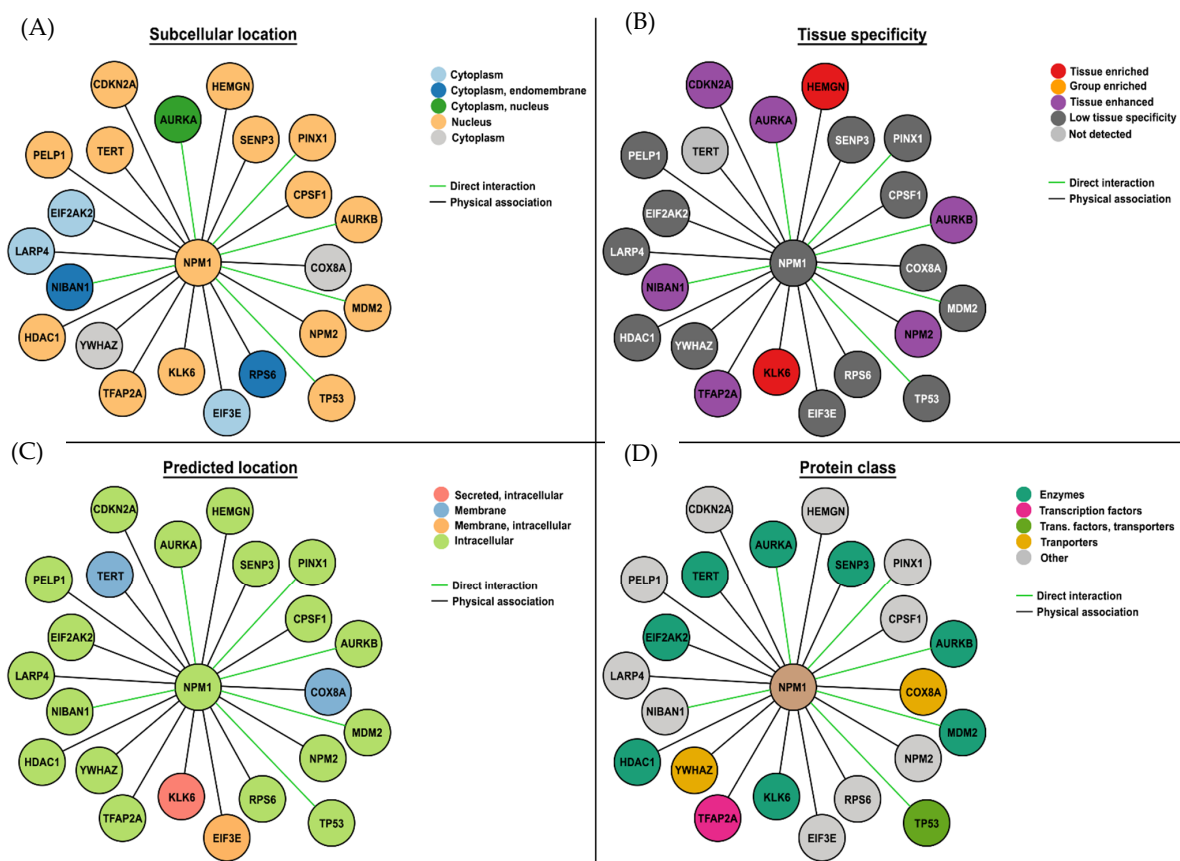 (A)
Subcellular location
CDKN2A
HEMGN
AURKA
TERT
SENP3
PINX1
PELP1
CPSF1
EIF2AK2
AURKB
LARP4
NPM1
COX8A
NIBAN1
MDM2
HDAC1
YWHAZ
NPM2
KLK6
RPS6
TFAP2A
TP53
EIF3E
Cytoplasm
Cytoplasm, endomembrane
Cytoplasm, nucleus
Nucleus
Cytoplasm
Direct interaction
Physical association
(B)
Tissue specificity
CDKN2A
HEMGN
AURKA
TERT
SENP3
PINX1
PELP1
CPSF1
EIF2AK2
AURKB
LARP4
NPM1
COX8A
NIBAN1
MDM2
HDAC1
YWHAZ
NPM2
KLK6
RPS6
TFAP2A
TP53
EIF3E
Tissue enriched
Group enriched
Tissue enhanced
Low tissue specificity
Not detected
Direct interaction
Physical association
(C)
Predicted location
CDKN2A
HEMGN
AURKA
TERT
SENP3
PINX1
PELP1
CPSF1
EIF2AK2
AURKB
LARP4
NPM1
COX8A
NIBAN1
MDM2
HDAC1
YWHAZ
NPM2
KLK6
RPS6
TFAP2A
TP53
EIF3E
Secreted, intracellular
Membrane
Membrane, intracellular
Intracellular
Direct interaction
Physical association
(D)
Protein class
CDKN2A
HEMGN
AURKA
TERT
SENP3
PINX1
PELP1
CPSF1
EIF2AK2
AURKB
LARP4
NPM1
COX8A
NIBAN1
MDM2
HDAC1
YWHAZ
NPM2
KLK6
RPS6
TFAP2A
TP53
EIF3E
Enzymes
Transcription factors
Trans. factors, transporters
Tranporters
Other
Direct interaction
Physical association